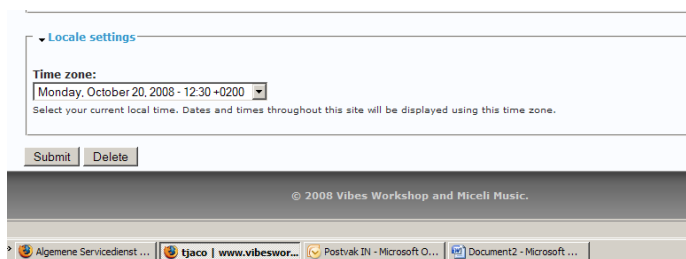 Locale settings
Time zone:
Monday, October 20, 2008 - 12:30 +0200
Select your current local time. Dates and times throughout this site will be displayed using this time zone.
Submit Delete
© 2008 Vibes Workshop and Miceli Music.
» Algemene Servicedienst ... tjaco | www.vibeswor... Postvak IN - Microsoft O... Document2 - Microsoft ...